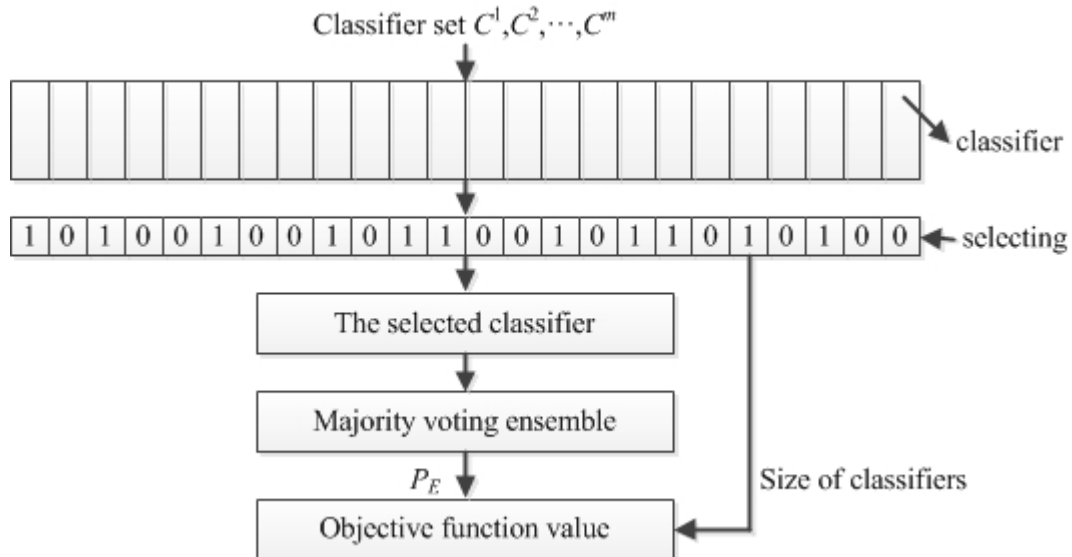 Classifier set C¹,C²,⋯,Cᵐ
classifier
1 0 1 0 0 1 0 0 1 0 1 1 0 0 1 0 1 1 0 1 0 1 0 0
selecting
The selected classifier
Majority voting ensemble
P_E
Size of classifiers
Objective function value